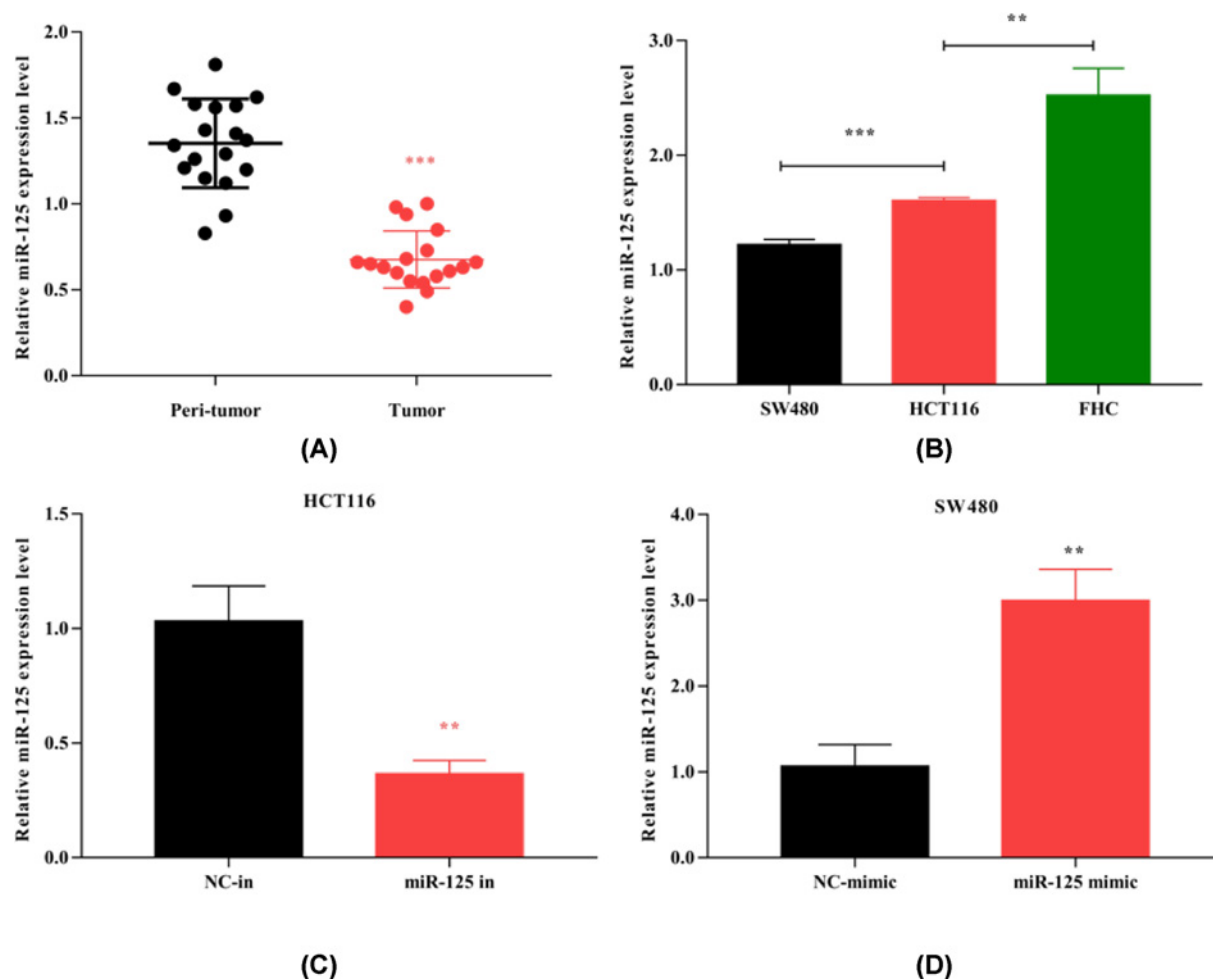 Relative miR-125 expression level
2.0
1.5
1.0
0.5
0.0
***
Peri-tumor Tumor
(A)
Relative miR-125 expression level
3.0
2.0
1.0
0.0
**
***
SW480 HCT116 FHC
(B)
HCT116
Relative miR-125 expression level
1.5
1.0
0.5
0.0
**
NC-in miR-125 in
(C)
SW480
Relative miR-125 expression level
4.0
3.0
2.0
1.0
0.0
**
NC-mimic miR-125 mimic
(D)